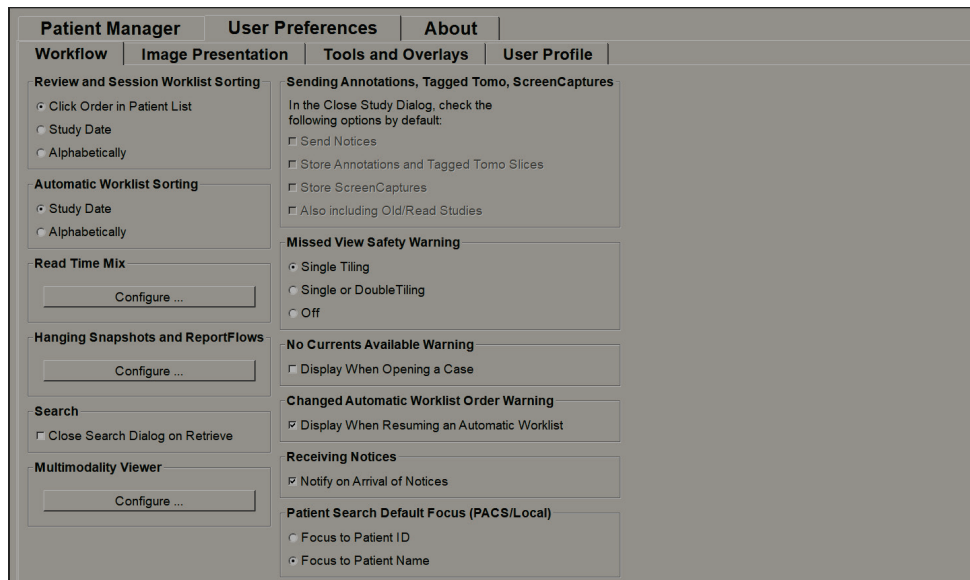 Patient Manager
User Preferences
About
Workflow
Image Presentation
Tools and Overlays
User Profile
Review and Session Worklist Sorting
Click Order in Patient List
Study Date
Alphabetically
Automatic Worklist Sorting
Study Date
Alphabetically
Read Time Mix
Configure ...
Hanging Snapshots and ReportFlows
Configure ...
Search
Close Search Dialog on Retrieve
Multimodality Viewer
Configure ...
Sending Annotations, Tagged Tomo, ScreenCaptures
In the Close Study Dialog, check the
following options by default:
Send Notices
Store Annotations and Tagged Tomo Slices
Store ScreenCaptures
Also including Old/Read Studies
Missed View Safety Warning
Single Tiling
Single or DoubleTiling
Off
No Currents Available Warning
Display When Opening a Case
Changed Automatic Worklist Order Warning
Display When Resuming an Automatic Worklist
Receiving Notices
Notify on Arrival of Notices
Patient Search Default Focus (PACS/Local)
Focus to Patient ID
Focus to Patient Name